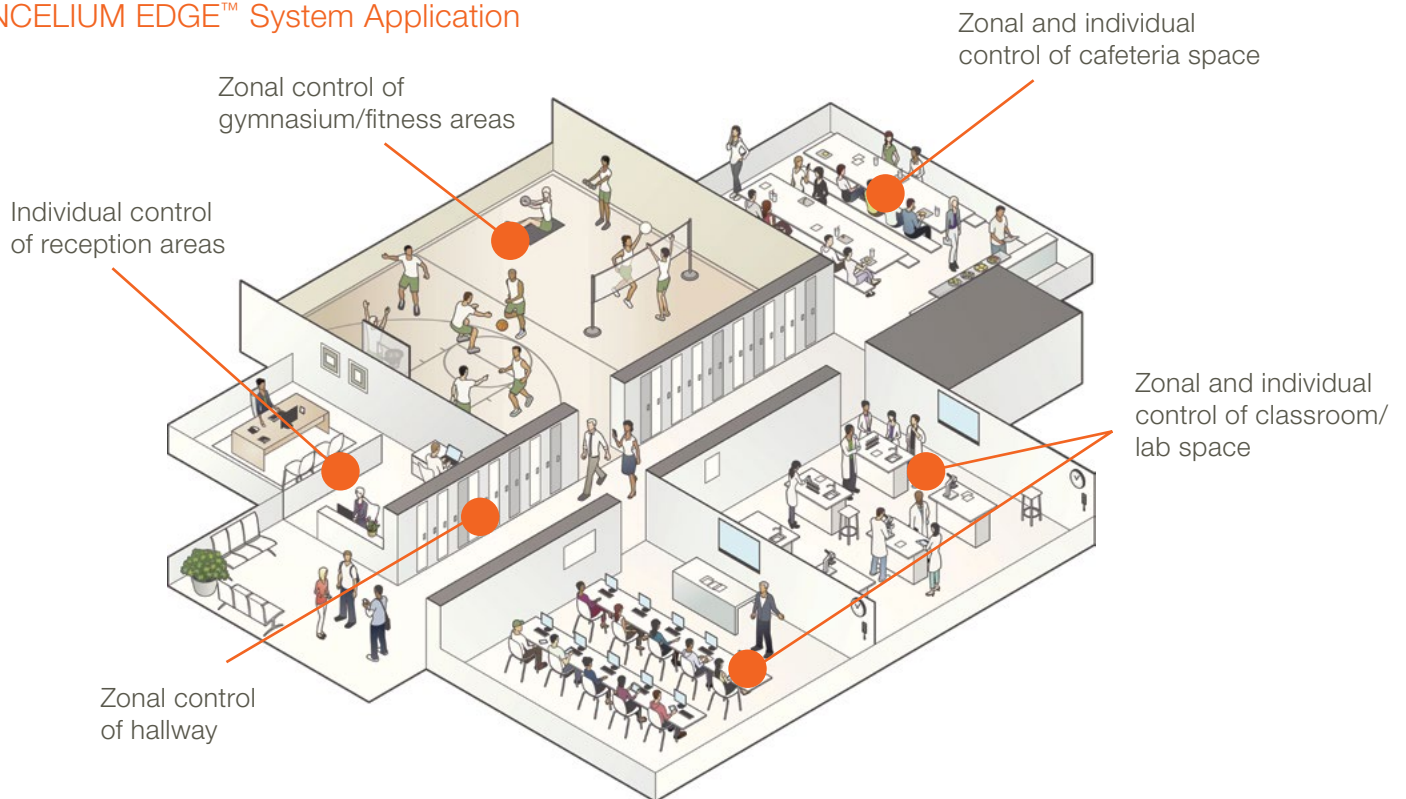 NCELIUM EDGE™ System Application
Zonal and individual
control of cafeteria space
Zonal control of
gymnasium/fitness areas
Individual control
of reception areas
Zonal and individual
control of classroom/
lab space
Zonal control
of hallway